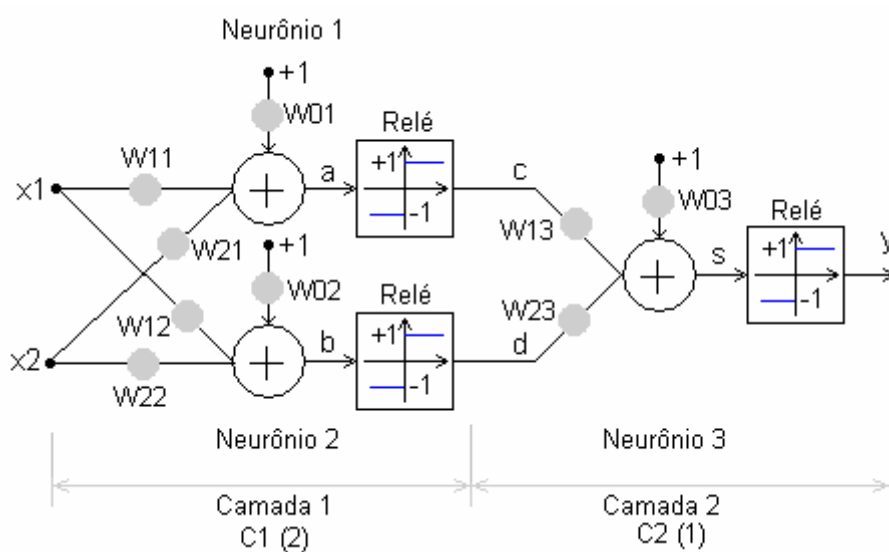 Neurônio 1
+1
W01
Relé
W11
+1
a
-1
c
+1
x1
W03
Relé
W21
W13
+1
+1
s
-1
y
W02
Relé
W12
W23
+1
x2
b
-1
d
W22
Neurônio 2
Neurônio 3
Camada 1
Camada 2
C1 (2)
C2 (1)